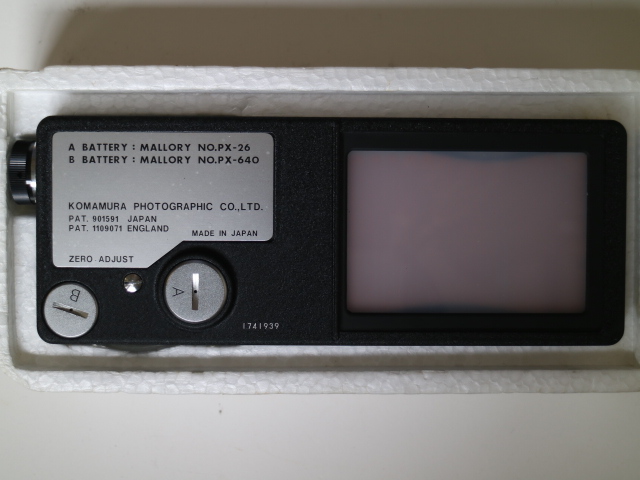 A BATTERY : MALLORY NO.PX-26
B BATTERY : MALLORY NO.PX-640
KOMAMURA PHOTOGRAPHIC CO.,LTD.
PAT. 901591 JAPAN
PAT. 1109071 ENGLAND
MADE IN JAPAN
ZERO ADJUST
B
A
1741939